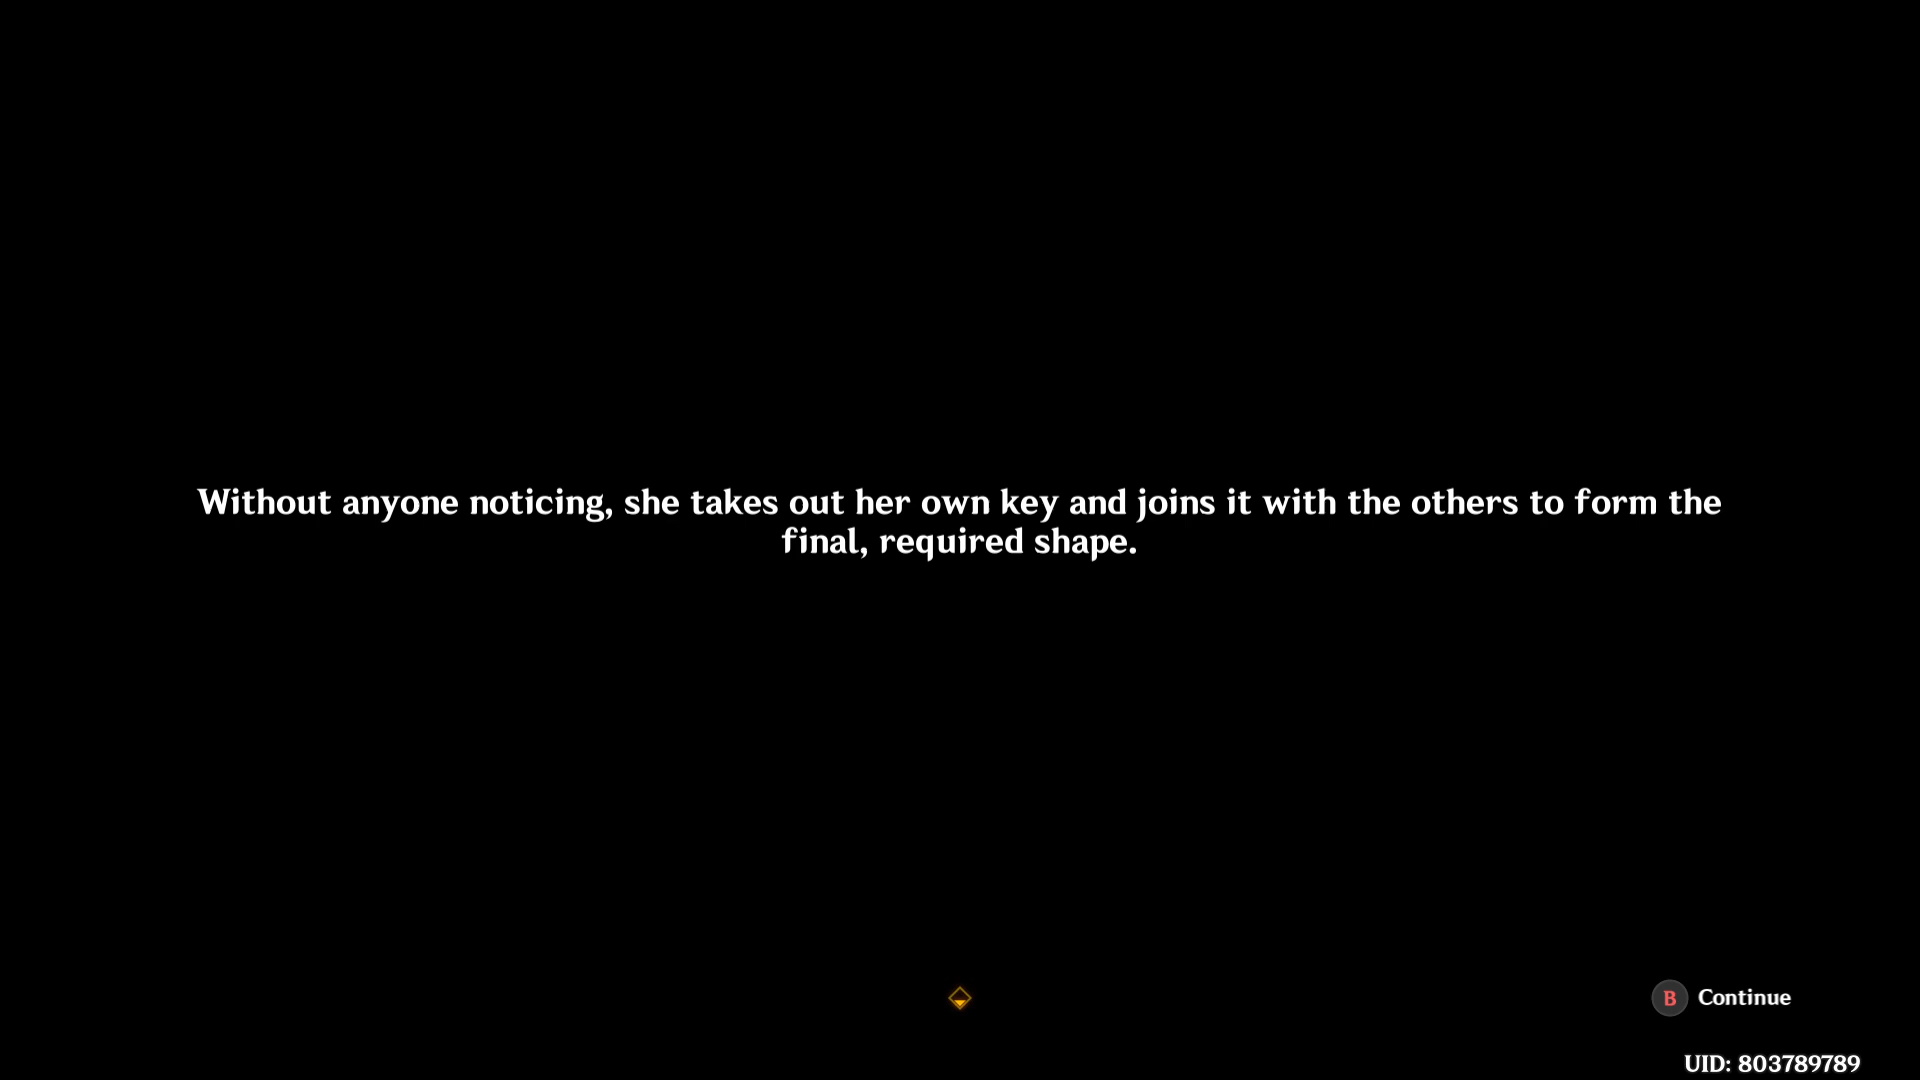 Without anyone noticing, she takes out her own key and joins it with the others to form the
final, required shape.
B Continue
UID: 803789789